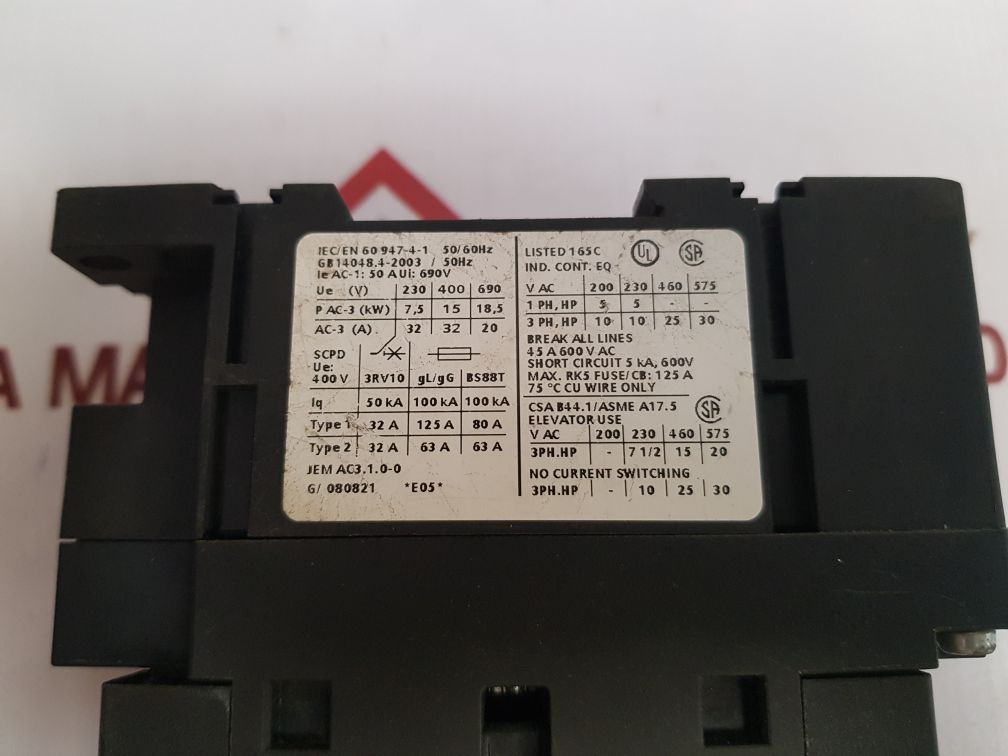 IEC/EN 60 947-4-1 50/60Hz
GB14048.4-2003 / 50Hz
Ie AC-1: 50 A Ui: 690V
Ue (V) 230 400 690
P AC-3 (kW) 7,5 15 18,5
AC-3 (A) 32 32 20
SCPD
Ue:
400 V 3RV10 gL/gG BS88T
Iq 50 kA 100 kA 100 kA
Type 1 32 A 125 A 80 A
Type 2 32 A 63 A 63 A
JEM AC3.1.0-0
G/ 080821 *E05*
LISTED 165C UL SA
IND. CONT. EQ
V AC 200 230 460 575
1 PH, HP 5 5 - -
3 PH, HP 10 10 25 30
BREAK ALL LINES
45 A 600 V AC
SHORT CIRCUIT 5 kA, 600V
MAX. RK5 FUSE/CB: 125 A
75 °C CU WIRE ONLY
CSA B44.1/ASME A17.5 SA
ELEVATOR USE
V AC 200 230 460 575
3PH.HP - 7 1/2 15 20
NO CURRENT SWITCHING
3PH.HP - 10 25 30
A MA